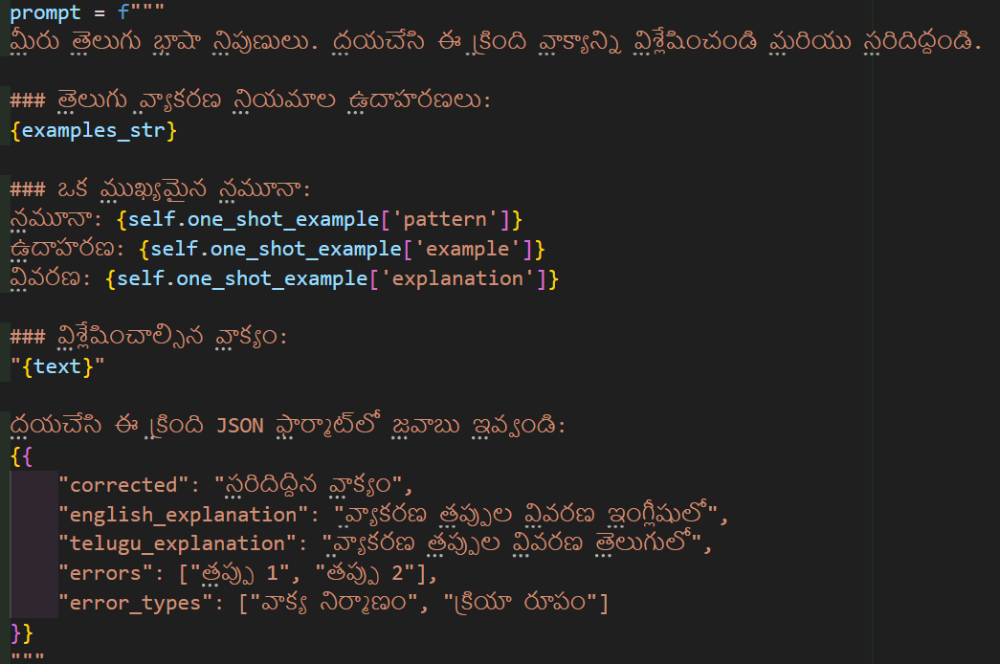 prompt = f"""
మీరు తెలుగు భాషా నిపుణులు. దయచేసి ఈ క్రింది వాక్యాన్ని విశ్లేషించండి మరియు సరిదిద్దండి.
### తెలుగు వ్యాకరణ నియమాల ఉదాహరణలు:
{examples_str}
### ఒక ముఖ్యమైన నమూనా:
నమూనా: {self.one_shot_example['pattern']}
ఉదాహరణ: {self.one_shot_example['example']}
వివరణ: {self.one_shot_example['explanation']}
### విశ్లేషించాల్సిన వాక్యం:
"{text}"
దయచేసి ఈ క్రింది JSON ఫార్మాట్‌లో జవాబు ఇవ్వండి:
{{
    "corrected": "సరిదిద్దిన వాక్యం",
    "english_explanation": "వ్యాకరణ తప్పుల వివరణ ఇంగ్లీషులో",
    "telugu_explanation": "వ్యాకరణ తప్పుల వివరణ తెలుగులో",
    "errors": ["తప్పు 1", "తప్పు 2"],
    "error_types": ["వాక్య నిర్మాణం", "క్రియా రూపం"]
}}
"""